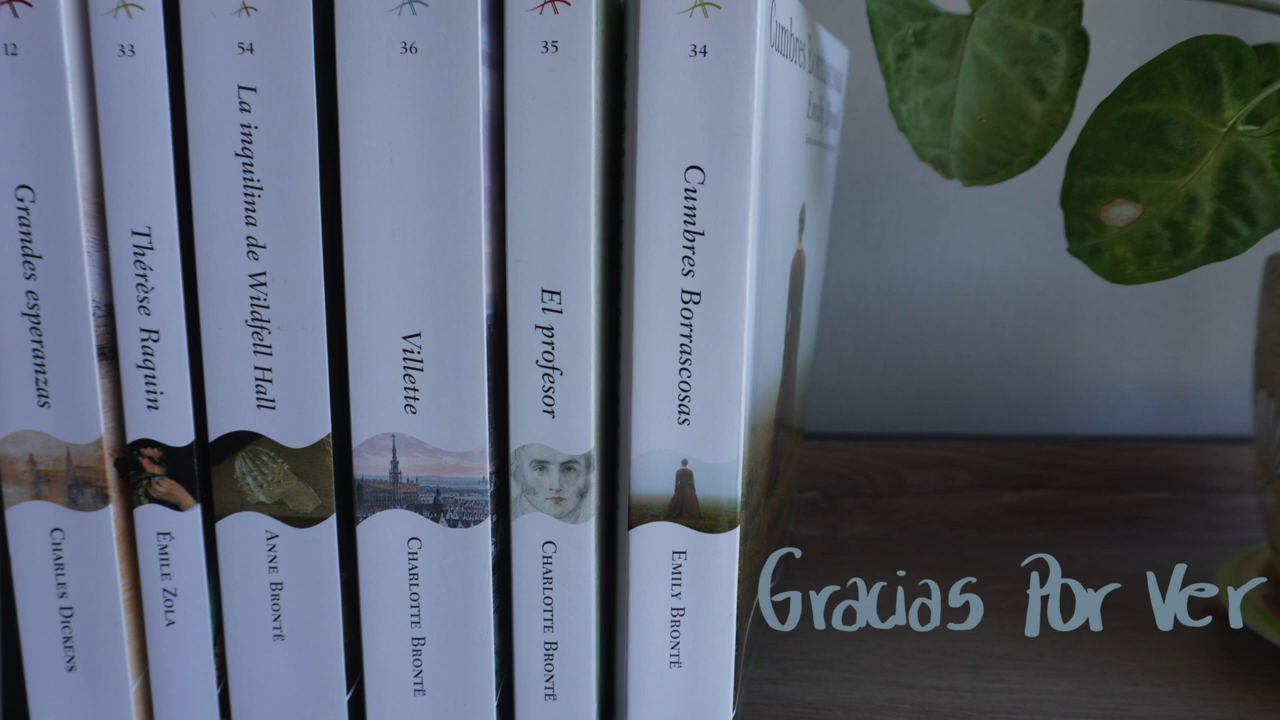 12
Grandes esperanzas
CHARLES DICKENS
33
Thérèse Raquin
ÉMILE ZOLA
54
La inquilina de Wildfell Hall
ANNE BRONTË
36
Villette
CHARLOTTE BRONTË
35
El profesor
CHARLOTTE BRONTË
34
Cumbres Borrascosas
EMILY BRONTË
Cumbres
Gracias Por Ver